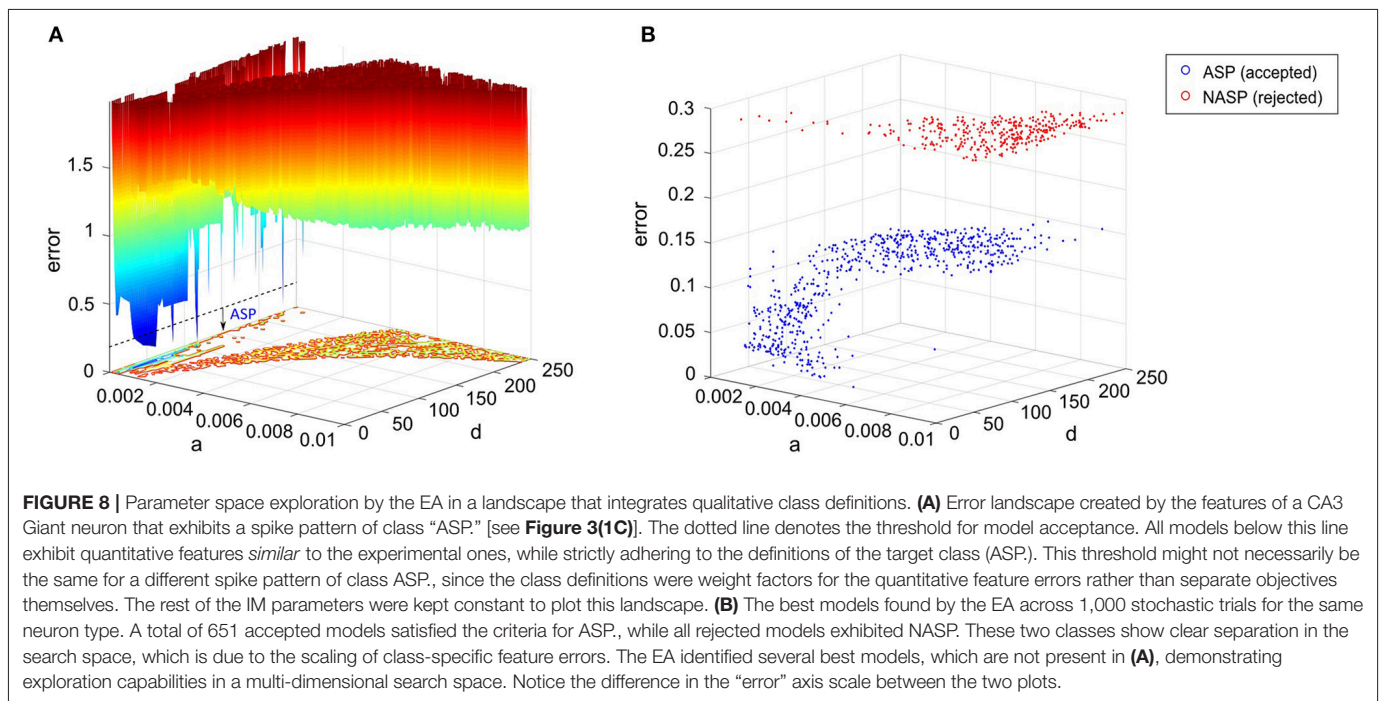 A
1.5
1
0.5
0
error
ASP
0.002
0.004
0.006
0.008
0.01
a
0
50
100
150
200
250
d
B
0.3
0.25
0.2
0.15
0.1
0.05
0
error
0.002
0.004
0.006
0.008
0.01
a
0
50
100
150
200
250
d
ASP (accepted)
NASP (rejected)
FIGURE 8 | Parameter space exploration by the EA in a landscape that integrates qualitative class definitions. (A) Error landscape created by the features of a CA3
Giant neuron that exhibits a spike pattern of class “ASP.” [see Figure 3(1C)]. The dotted line denotes the threshold for model acceptance. All models below this line
exhibit quantitative features similar to the experimental ones, while strictly adhering to the definitions of the target class (ASP.). This threshold might not necessarily be
the same for a different spike pattern of class ASP., since the class definitions were weight factors for the quantitative feature errors rather than separate objectives
themselves. The rest of the IM parameters were kept constant to plot this landscape. (B) The best models found by the EA across 1,000 stochastic trials for the same
neuron type. A total of 651 accepted models satisfied the criteria for ASP., while all rejected models exhibited NASP. These two classes show clear separation in the
search space, which is due to the scaling of class-specific feature errors. The EA identified several best models, which are not present in (A), demonstrating
exploration capabilities in a multi-dimensional search space. Notice the difference in the “error” axis scale between the two plots.